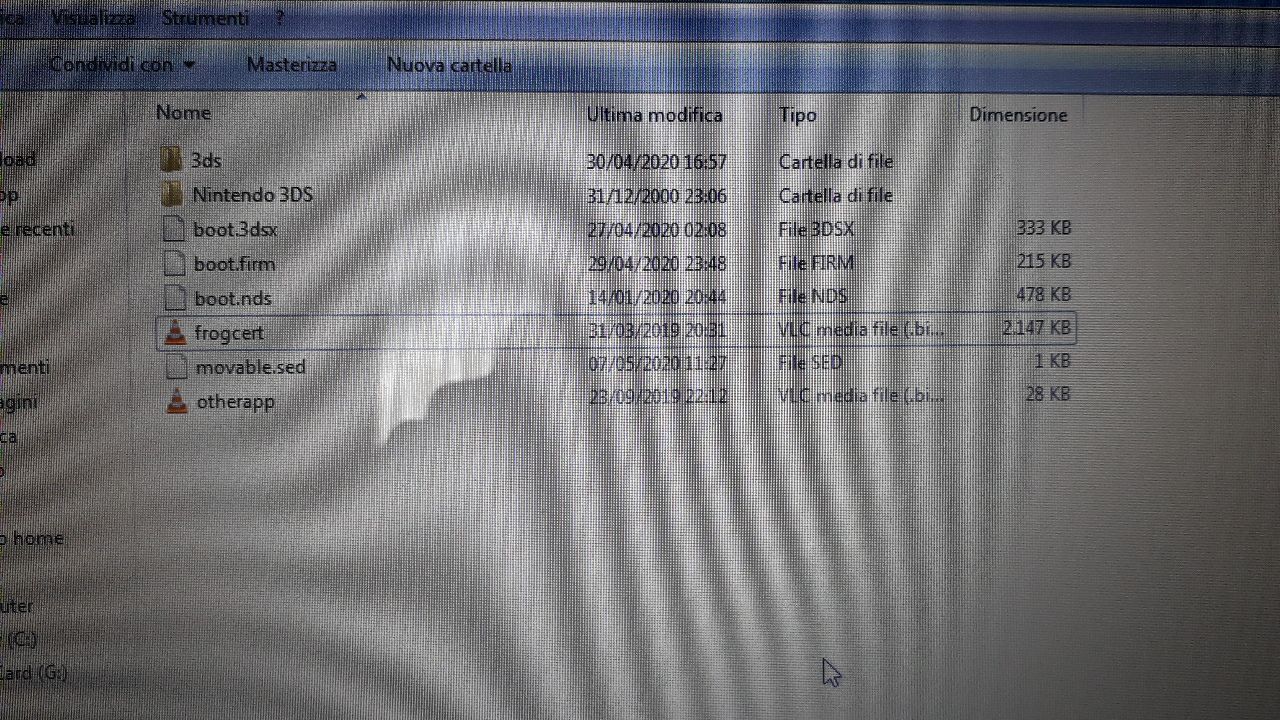 ica Visualizza Strumenti ?
Condividi con Masterizza Nuova cartella
Nome Ultima modifica Tipo Dimensione
load 3ds 30/04/2020 16:57 Cartella di file
op Nintendo 3DS 31/12/2000 23:06 Cartella di file
e recenti boot.3dsx 27/04/2020 02:08 File 3DSX 333 KB
boot.firm 29/04/2020 23:48 File FIRM 215 KB
e boot.nds 14/01/2020 20:44 File NDS 478 KB
frogcert 31/03/2019 20:31 VLC media file (.bi... 2.147 KB
menti movable.sed 07/05/2020 11:27 File SED 1 KB
agini otherapp 23/09/2019 22:12 VLC media file (.bi... 28 KB
ca
o
o home
uter
(C:)
Card (G:)